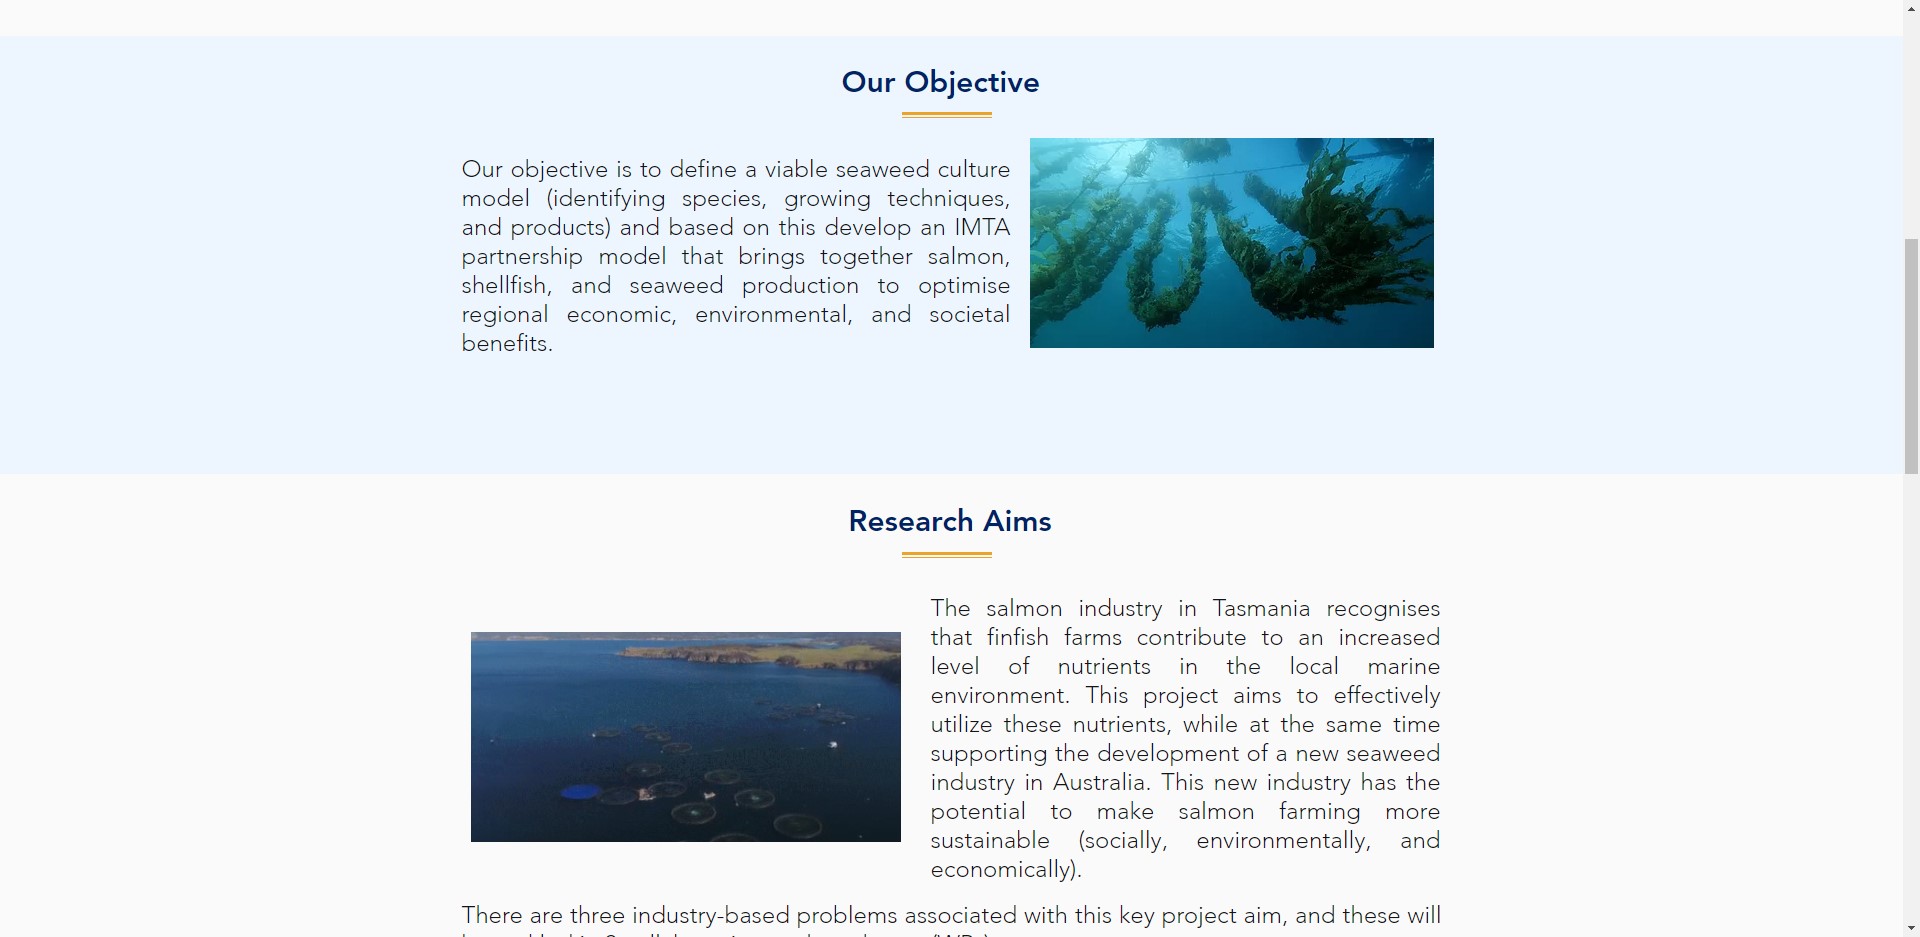 Our Objective
Our objective is to define a viable seaweed culture
model (identifying species, growing techniques,
and products) and based on this develop an IMTA
partnership model that brings together salmon,
shellfish, and seaweed production to optimise
regional economic, environmental, and societal
benefits.
Research Aims
The salmon industry in Tasmania recognises
that finfish farms contribute to an increased
level of nutrients in the local marine
environment. This project aims to effectively
utilize these nutrients, while at the same time
supporting the development of a new seaweed
industry in Australia. This new industry has the
potential to make salmon farming more
sustainable (socially, environmentally, and
economically).
There are three industry-based problems associated with this key project aim, and these will